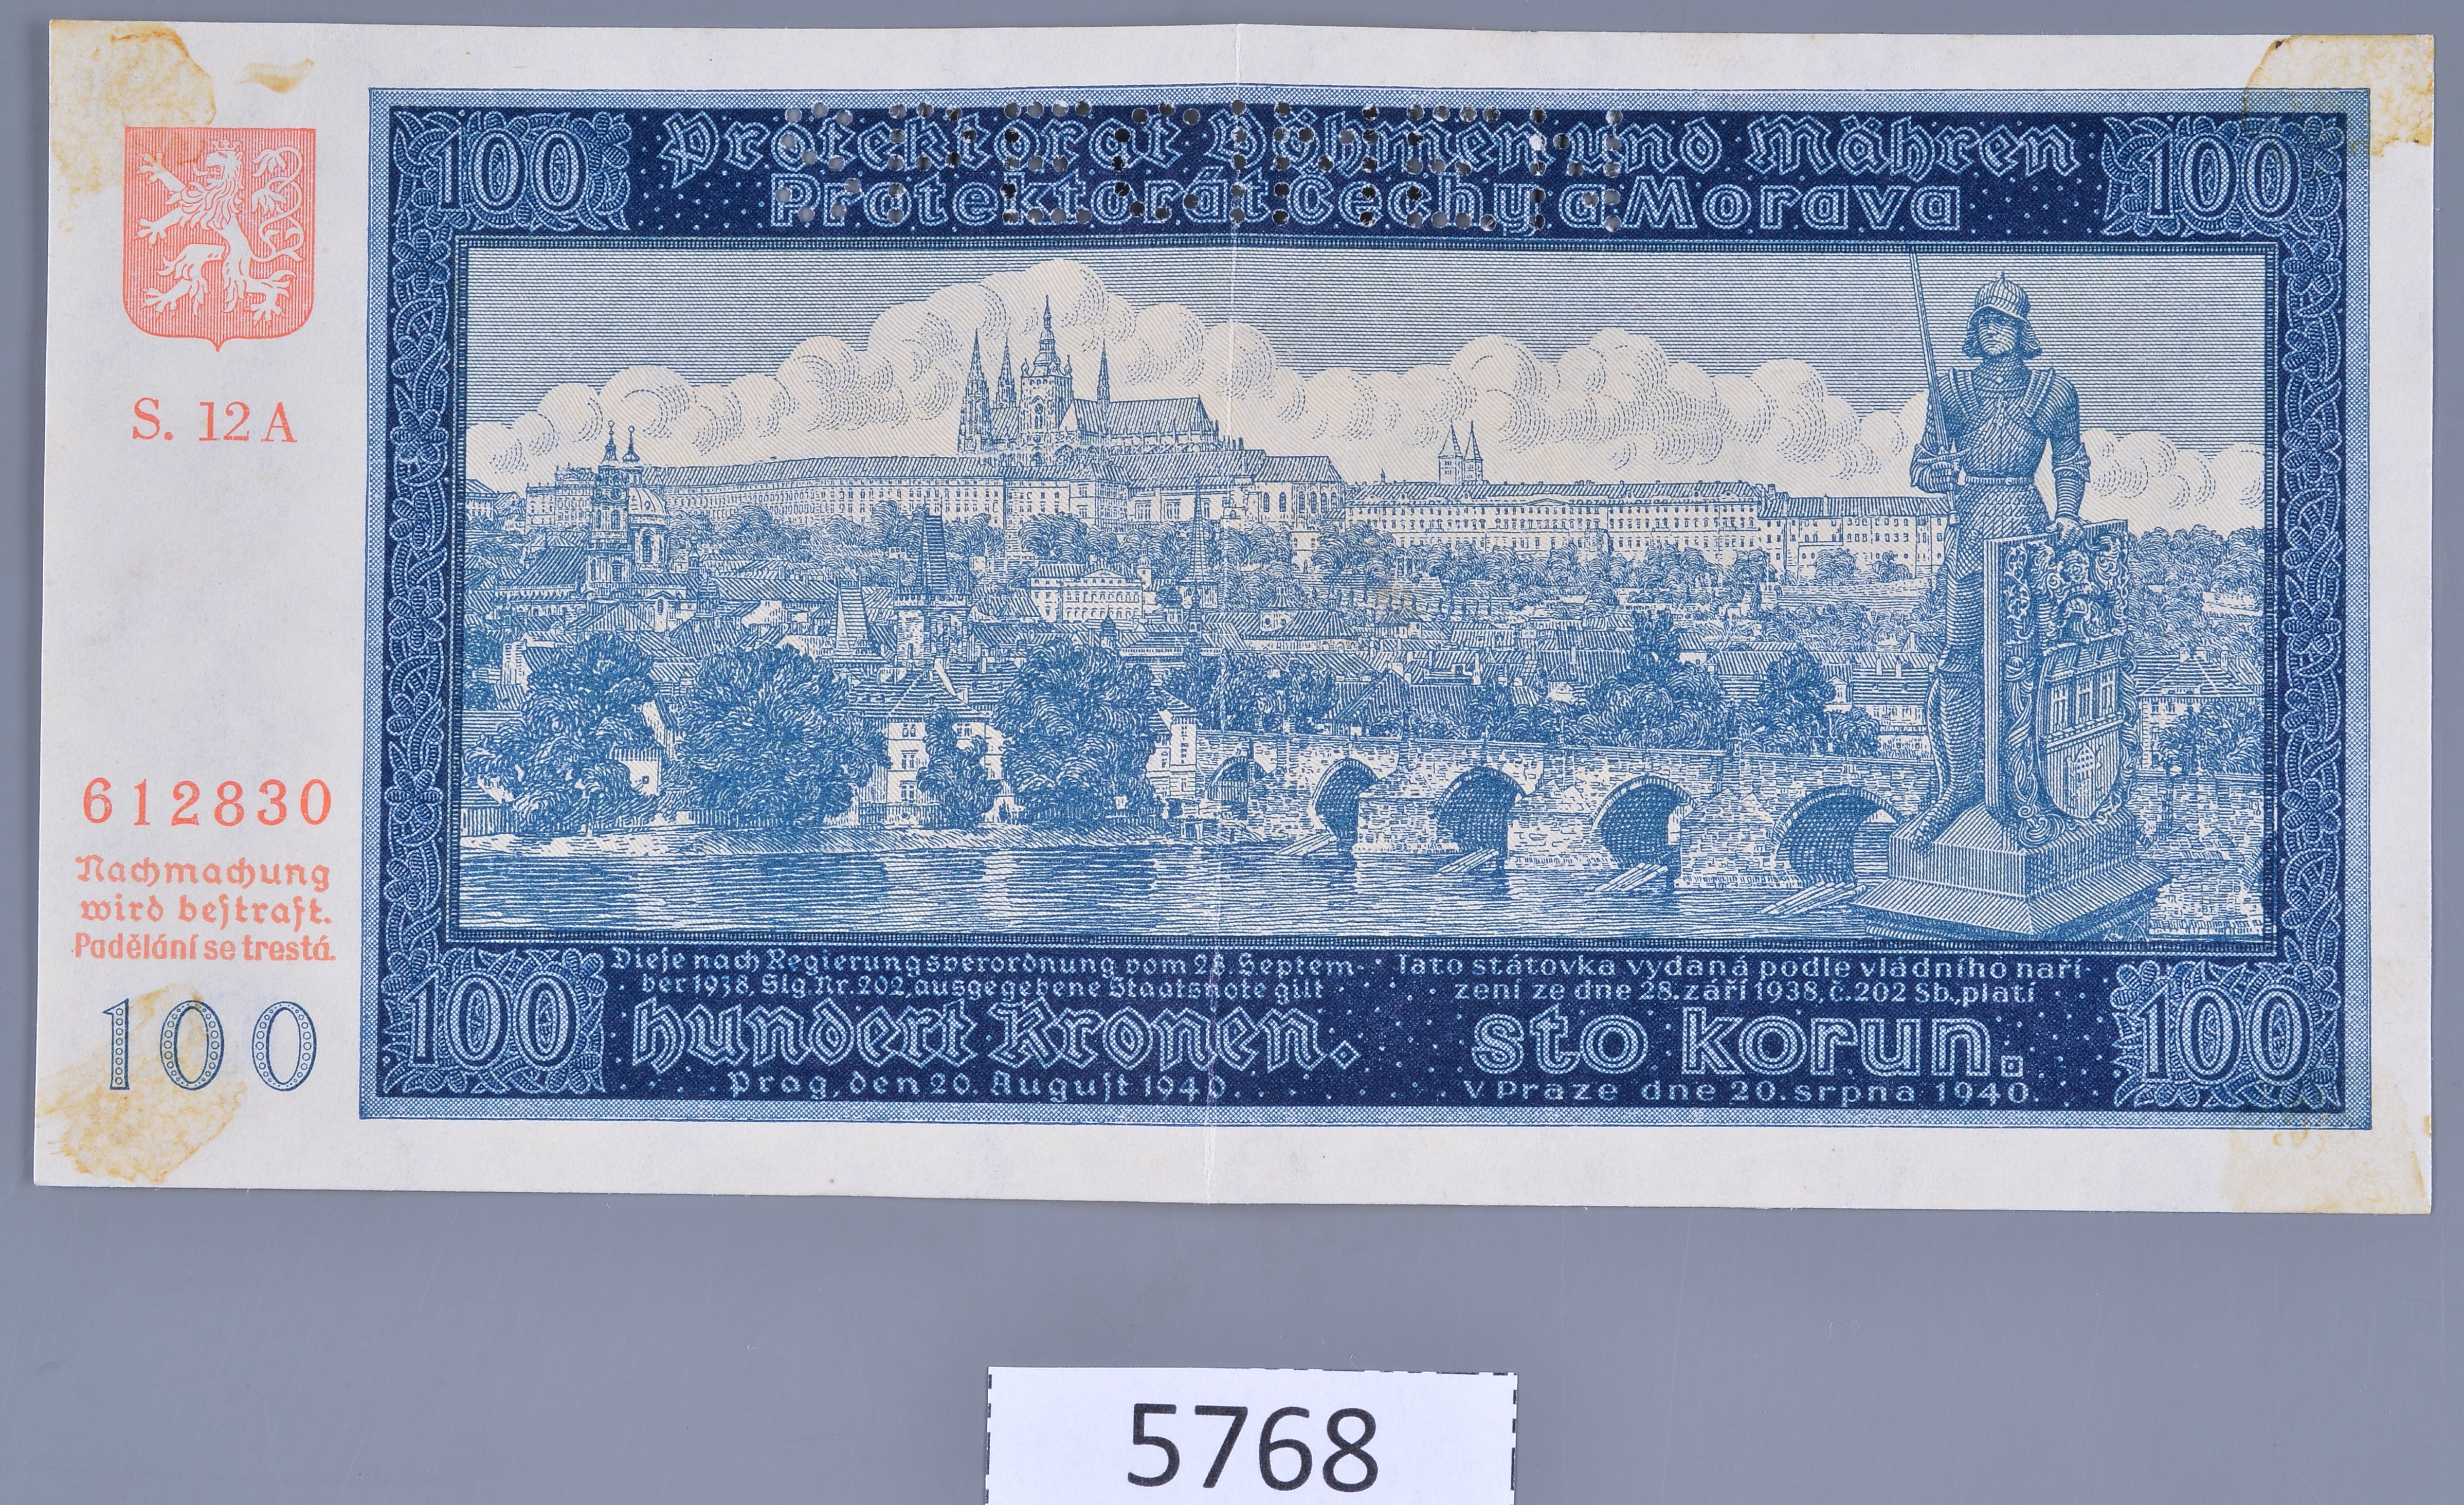 S. 12 A
612830
Nachmachung
wird bestraft.
Padělání se trestá.
100
100
SPECIMEN
Protektorat Böhmen und Mähren
Protektorát Čechy a Morava
100
Diese nach Regierungsverordnung vom 28. Septem-
ber 1938, Slg. Nr. 202, ausgegebene Staatsnote gilt
hundert Kronen.
Prag, den 20. August 1940.
Tato státovka vydaná podle vládního naří-
zení ze dne 28. září 1938, č. 202 Sb., platí
sto korun.
V Praze dne 20. srpna 1940.
100
100
5768